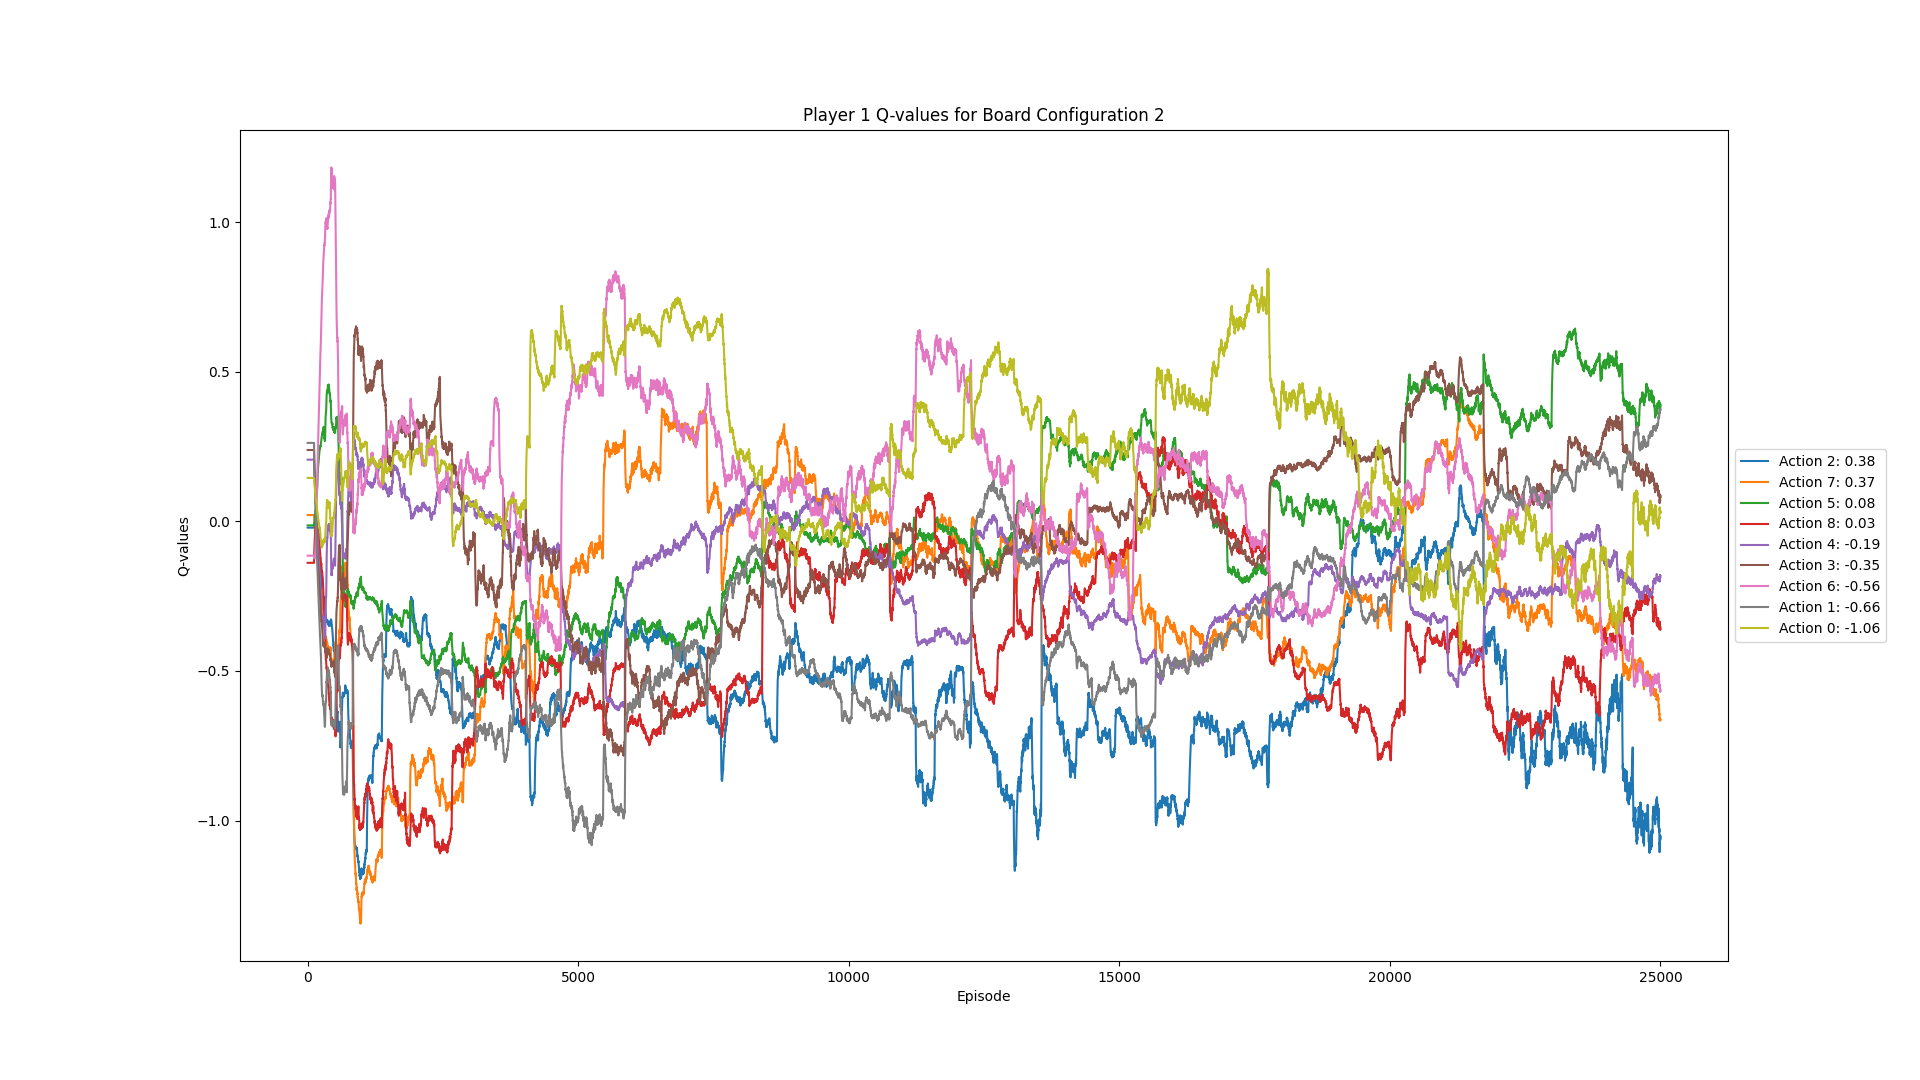 Player 1 Q-values for Board Configuration 2
1.0
0.5
0.0
−0.5
−1.0
Q-values
0 5000 10000 15000 20000 25000
Episode
Action 2: 0.38
Action 7: 0.37
Action 5: 0.08
Action 8: 0.03
Action 4: -0.19
Action 3: -0.35
Action 6: -0.56
Action 1: -0.66
Action 0: -1.06